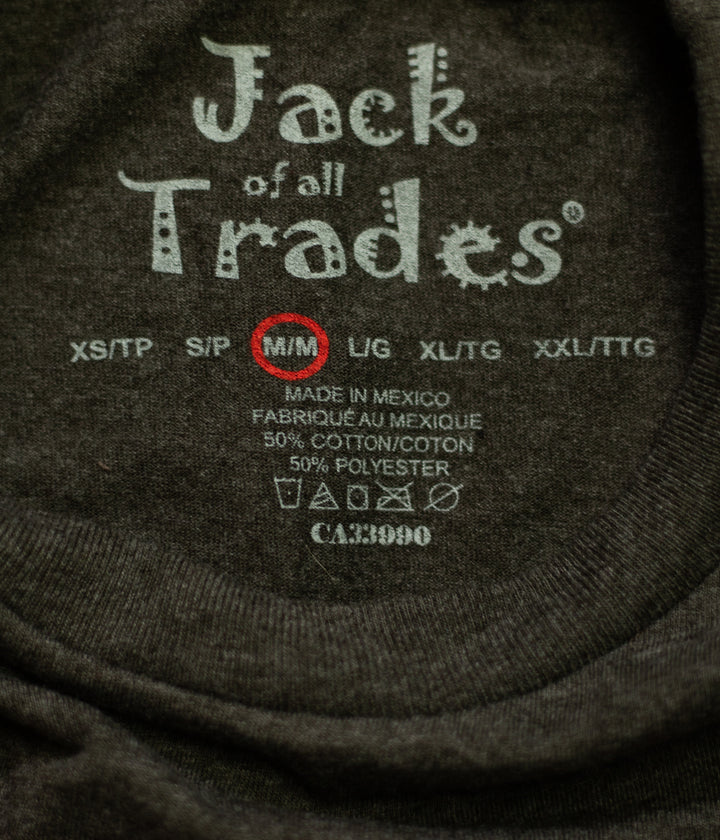 Jack
of all
Trades®
XS/TP S/P M/M L/G XL/TG XXL/TTG
MADE IN MEXICO
FABRIQUÉ AU MEXIQUE
50% COTTON/COTON
50% POLYESTER
CA33990